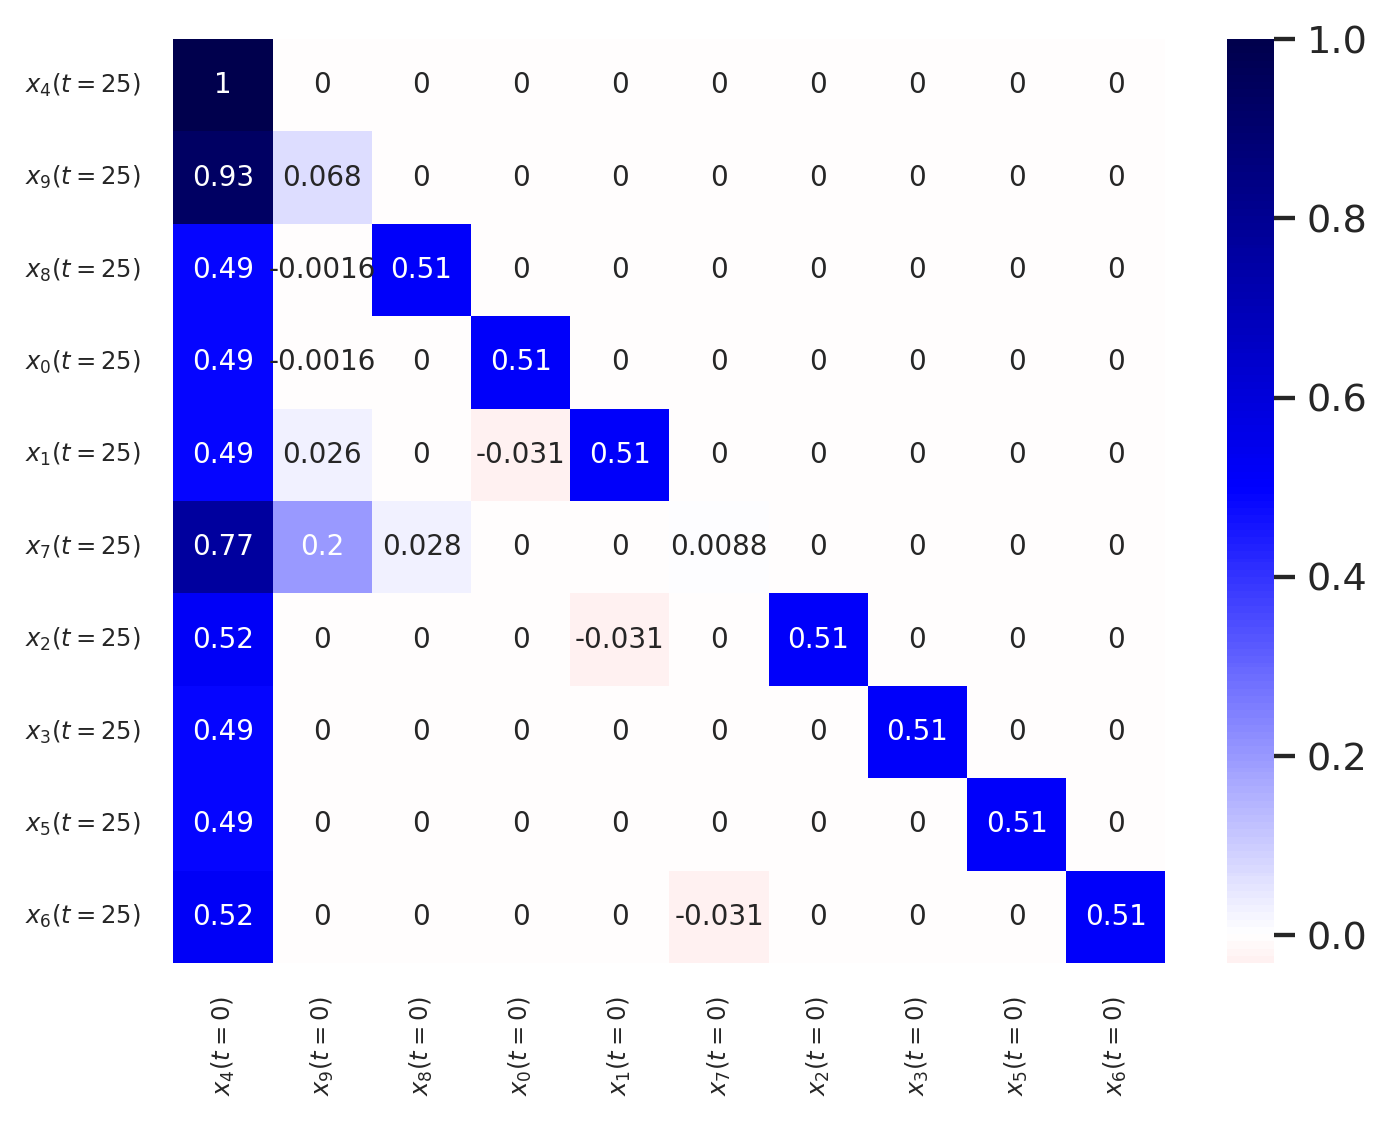 x₄(t = 25) 1 0 0 0 0 0 0 0 0 0
x₉(t = 25) 0.93 0.068 0 0 0 0 0 0 0 0
x₈(t = 25) 0.49 -0.0016 0.51 0 0 0 0 0 0 0
x₀(t = 25) 0.49 -0.0016 0 0.51 0 0 0 0 0 0
x₁(t = 25) 0.49 0.026 0 -0.031 0.51 0 0 0 0 0
x₇(t = 25) 0.77 0.2 0.028 0 0 0.0088 0 0 0 0
x₂(t = 25) 0.52 0 0 0 -0.031 0 0.51 0 0 0
x₃(t = 25) 0.49 0 0 0 0 0 0 0.51 0 0
x₅(t = 25) 0.49 0 0 0 0 0 0 0 0.51 0
x₆(t = 25) 0.52 0 0 0 0 -0.031 0 0 0 0.51
x₄(t = 0) x₉(t = 0) x₈(t = 0) x₀(t = 0) x₁(t = 0) x₇(t = 0) x₂(t = 0) x₃(t = 0) x₅(t = 0) x₆(t = 0)
1.0
0.8
0.6
0.4
0.2
0.0